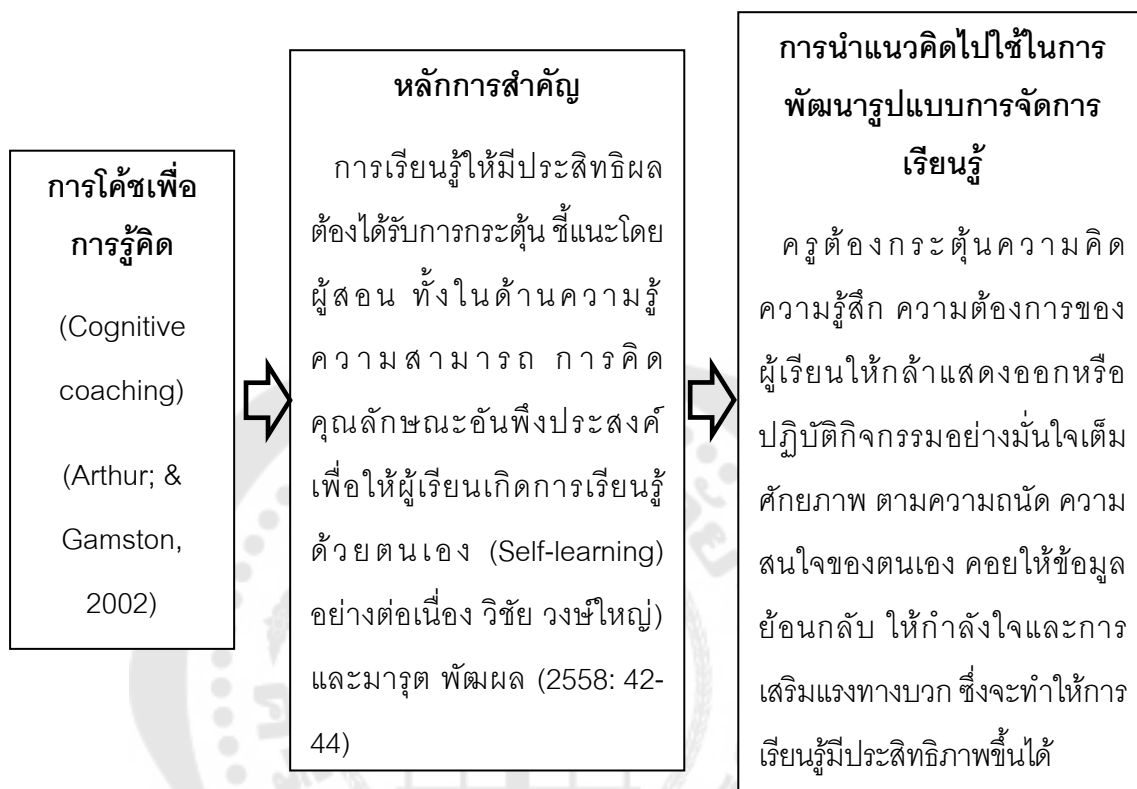 การโค้ชเพื่อ
การรู้คิด
(Cognitive
coaching)
(Arthur; &
Gamston,
2002)
หลักการสำคัญ
การเรียนรู้ให้มีประสิทธิผล
ต้องได้รับการกระตุ้น ชี้แนะโดย
ผู้สอน ทั้งในด้านความรู้
ความสามารถ การคิด
คุณลักษณะอันพึงประสงค์
เพื่อให้ผู้เรียนเกิดการเรียนรู้
ด้วยตนเอง (Self-learning)
อย่างต่อเนื่อง วิชัย วงษ์ใหญ่)
และมารุต พัฒผล (2558: 42-
44)
การนำแนวคิดไปใช้ในการ
พัฒนารูปแบบการจัดการ
เรียนรู้
ครูต้องกระตุ้นความคิด
ความรู้สึก ความต้องการของ
ผู้เรียนให้กล้าแสดงออกหรือ
ปฏิบัติกิจกรรมอย่างมั่นใจเต็ม
ศักยภาพ ตามความถนัด ความ
สนใจของตนเอง คอยให้ข้อมูล
ย้อนกลับ ให้กำลังใจและการ
เสริมแรงทางบวก ซึ่งจะทำให้การ
เรียนรู้มีประสิทธิภาพขึ้นได้